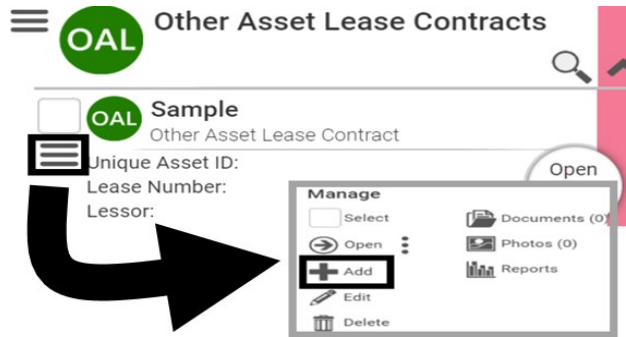 OAL Other Asset Lease Contracts
OAL Sample
Other Asset Lease Contract
Unique Asset ID:
Lease Number:
Lessor:
Open
Manage
Select
Documents (0)
Open
Photos (0)
Add
Reports
Edit
Delete